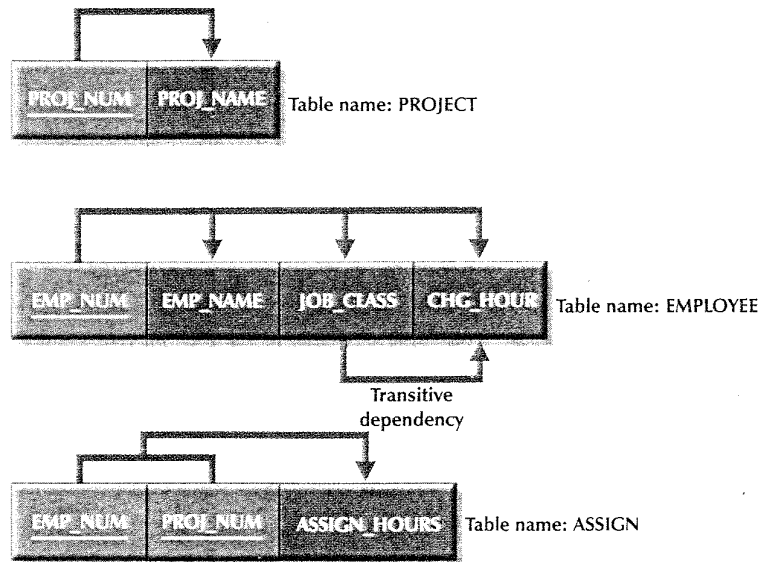 PROJ_NUM PROJ_NAME Table name: PROJECT
EMP_NUM EMP_NAME JOB_CLASS CHG_HOUR Table name: EMPLOYEE
Transitive
dependency
EMP_NUM PROJ_NUM ASSIGN_HOURS Table name: ASSIGN